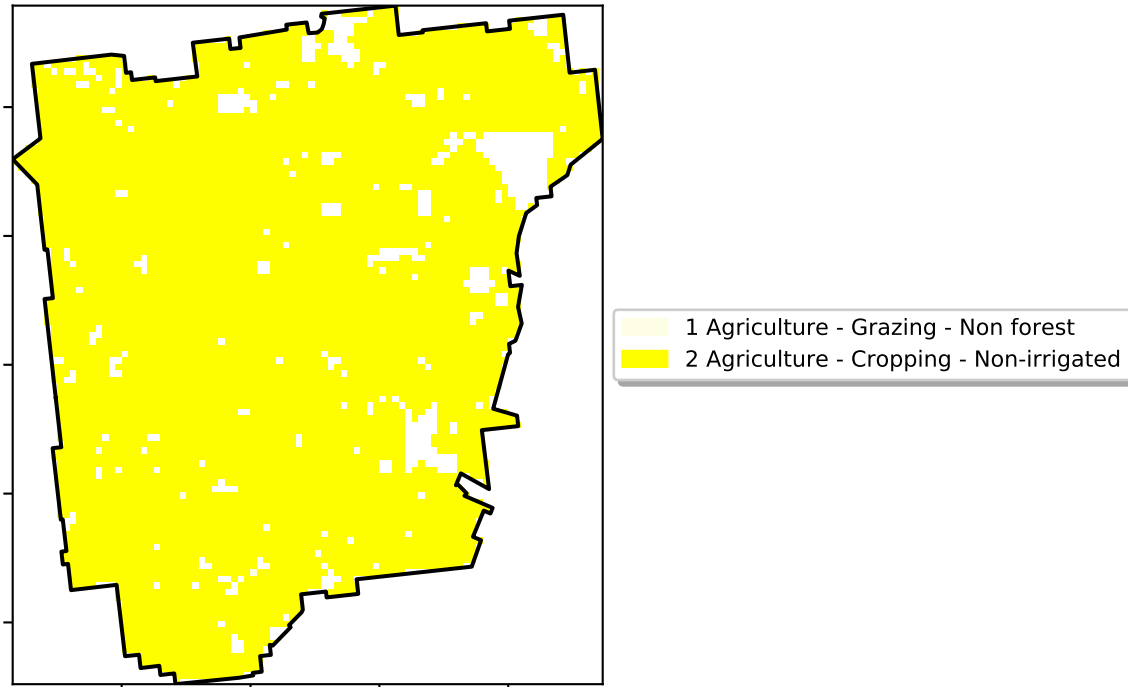 1 Agriculture - Grazing - Non forest
2 Agriculture - Cropping - Non-irrigated